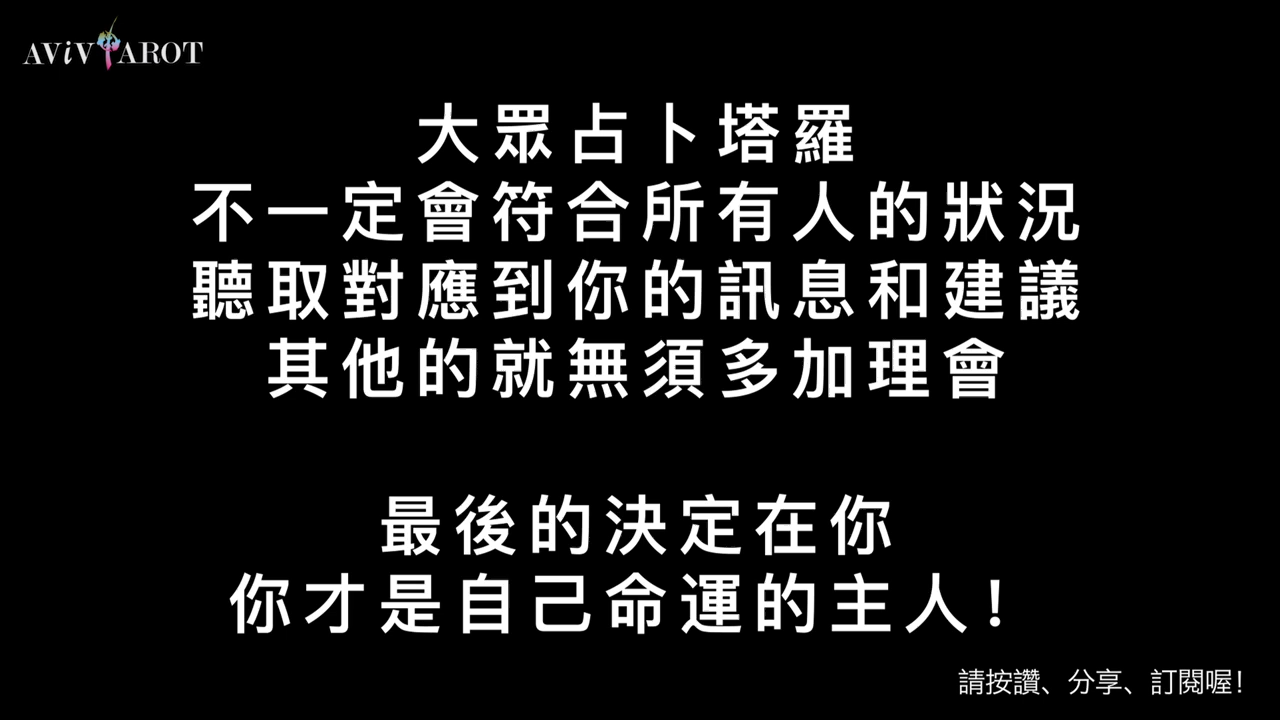 AViVTAROT
大眾占卜塔羅
不一定會符合所有人的狀況
聽取對應到你的訊息和建議
其他的就無須多加理會
最後的決定在你
你才是自己命運的主人！
請按讚、分享、訂閱喔！